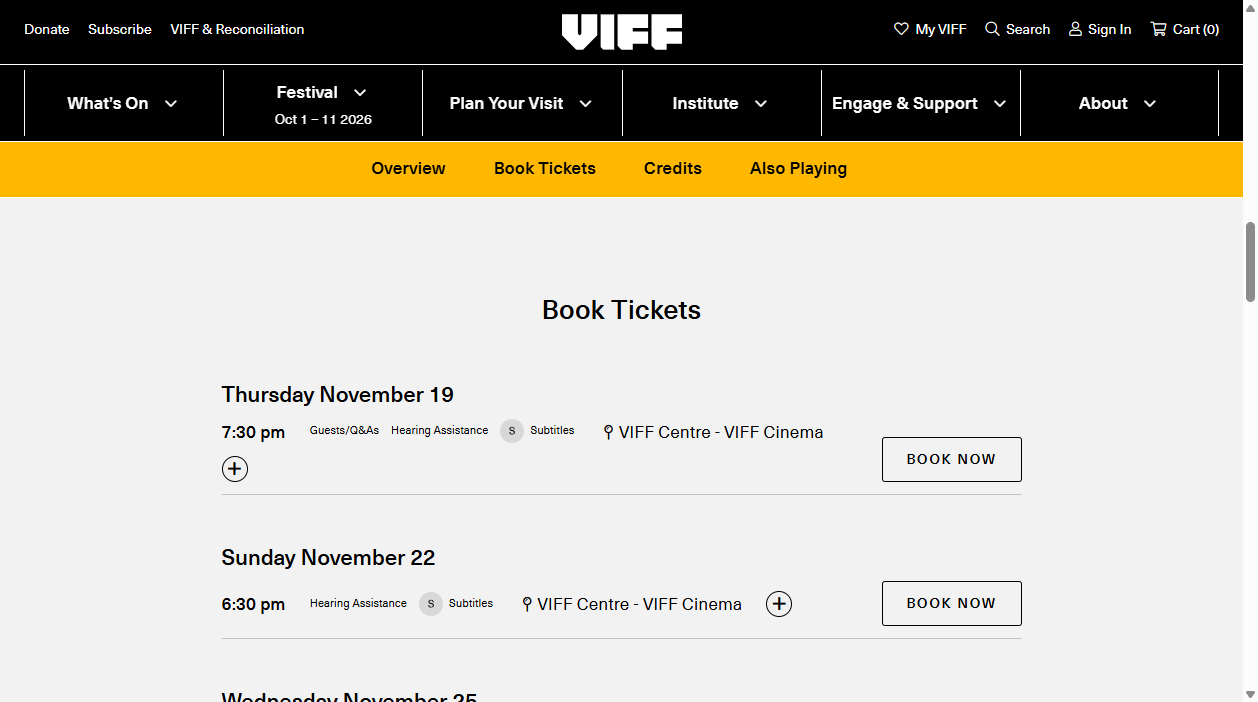 Donate Subscribe VIFF & Reconciliation
VIFF
My VIFF Search Sign In Cart (0)
What's On
Festival
Oct 1 – 11 2026
Plan Your Visit
Institute
Engage & Support
About
Overview Book Tickets Credits Also Playing
Book Tickets
Thursday November 19
7:30 pm Guests/Q&As Hearing Assistance S Subtitles VIFF Centre - VIFF Cinema
BOOK NOW
Sunday November 22
6:30 pm Hearing Assistance S Subtitles VIFF Centre - VIFF Cinema
BOOK NOW
Wednesday November 25